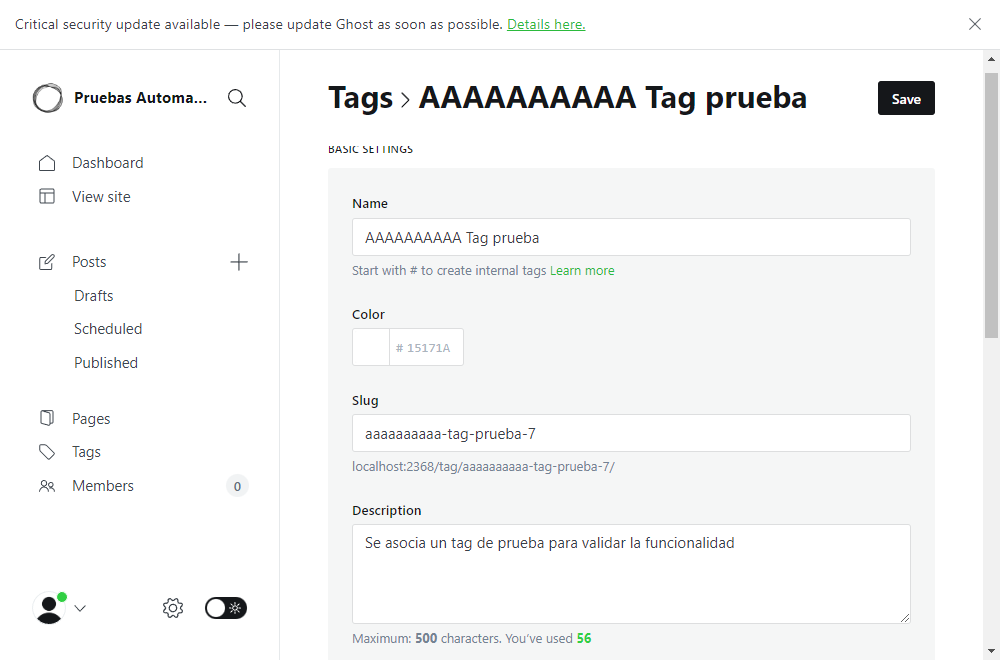 Critical security update available — please update Ghost as soon as possible. Details here.
Pruebas Automa...
Dashboard
View site
Posts
Drafts
Scheduled
Published
Pages
Tags
Members 0
Tags > AAAAAAAAAA Tag prueba
Save
BASIC SETTINGS
Name
AAAAAAAAAA Tag prueba
Start with # to create internal tags Learn more
Color
# 15171A
Slug
aaaaaaaaaa-tag-prueba-7
localhost:2368/tag/aaaaaaaaaa-tag-prueba-7/
Description
Se asocia un tag de prueba para validar la funcionalidad
Maximum: 500 characters. You’ve used 56